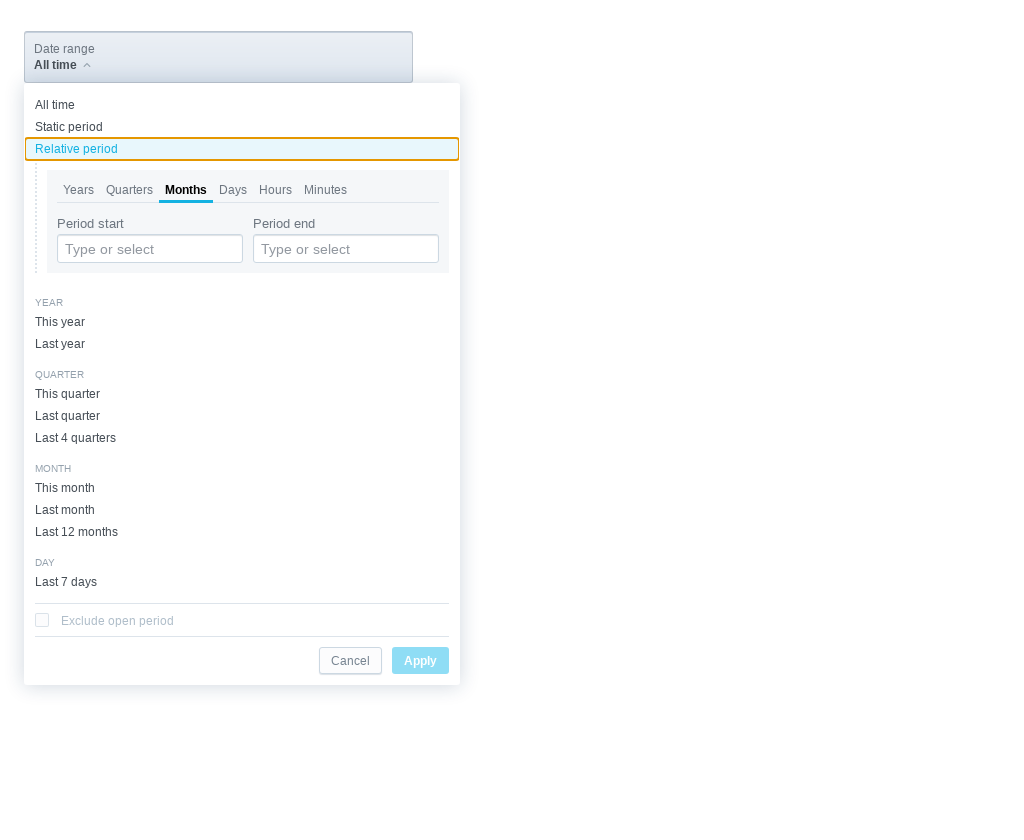 Date range
All time
All time
Static period
Relative period
Years Quarters Months Days Hours Minutes
Period start Period end
Type or select Type or select
YEAR
This year
Last year
QUARTER
This quarter
Last quarter
Last 4 quarters
MONTH
This month
Last month
Last 12 months
DAY
Last 7 days
Exclude open period
Cancel Apply